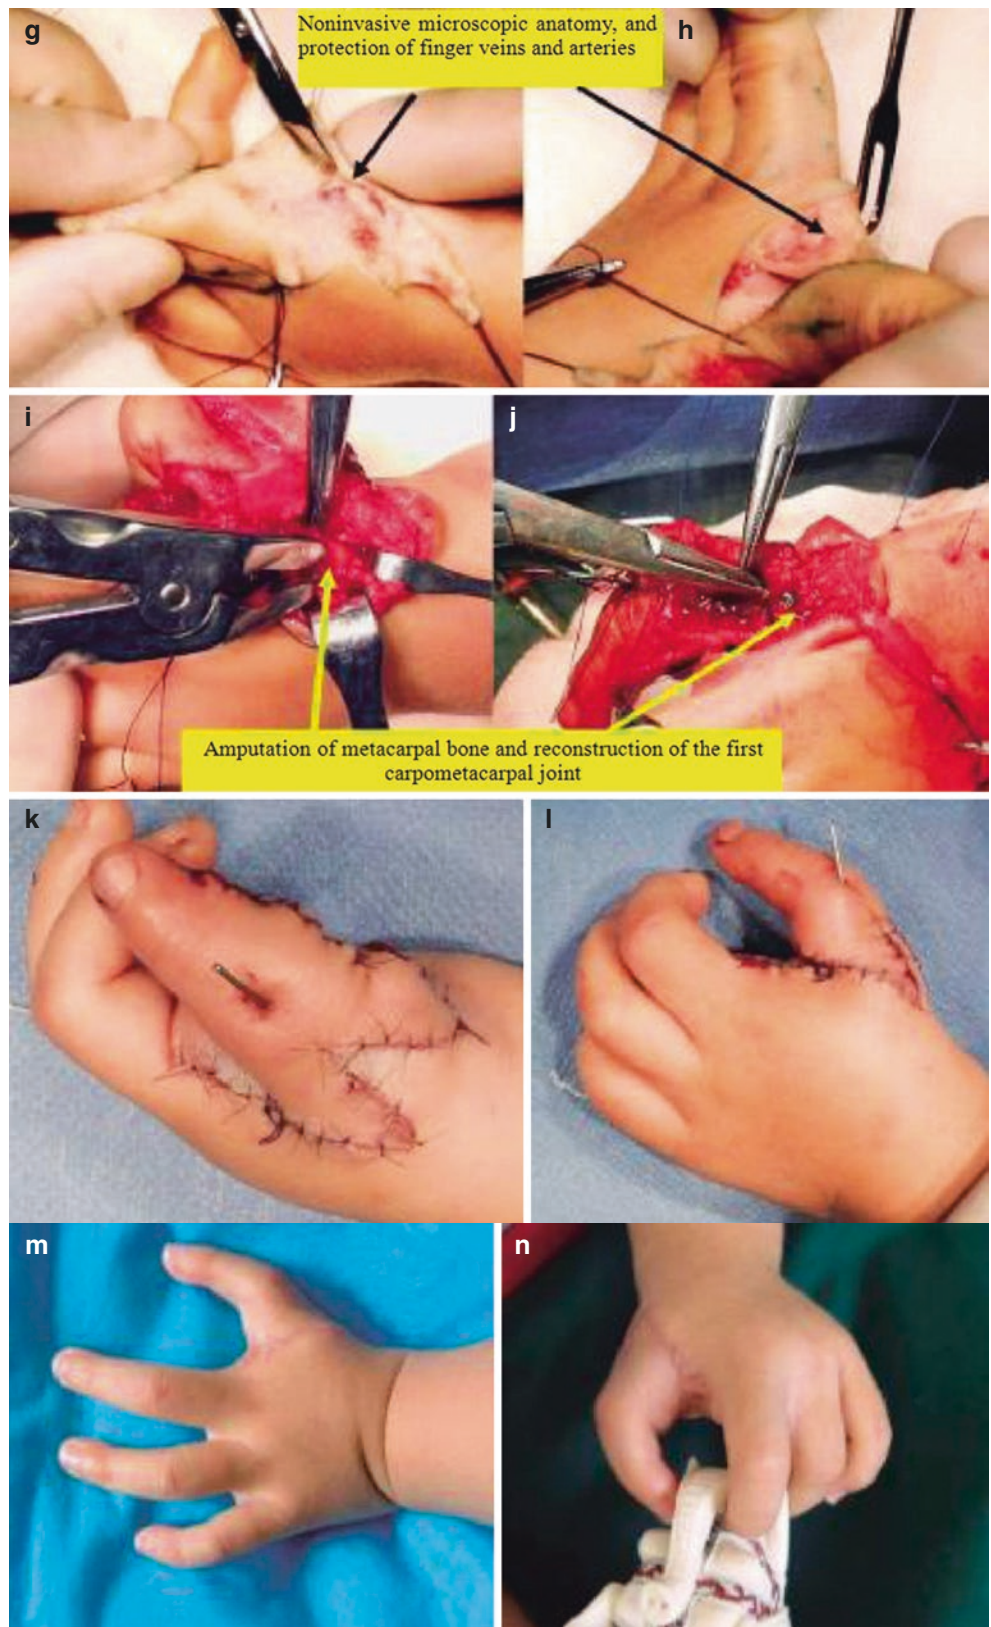 g
Noninvasive microscopic anatomy, and
protection of finger veins and arteries
h
i
j
Amputation of metacarpal bone and reconstruction of the first
carpometacarpal joint
k
l
m
n